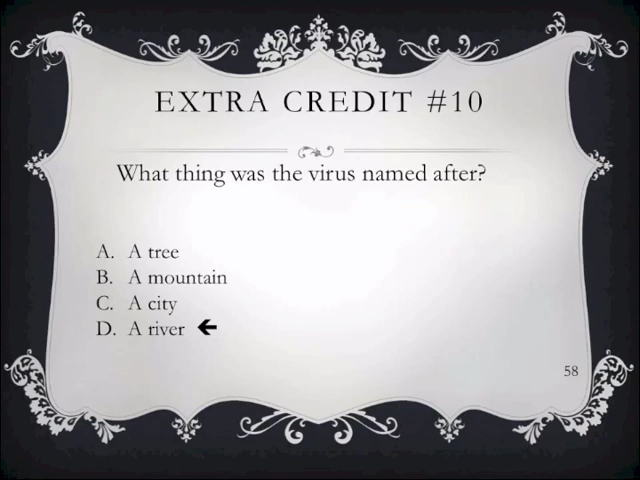 EXTRA CREDIT #10
What thing was the virus named after?
A. A tree
B. A mountain
C. A city
D. A river
58